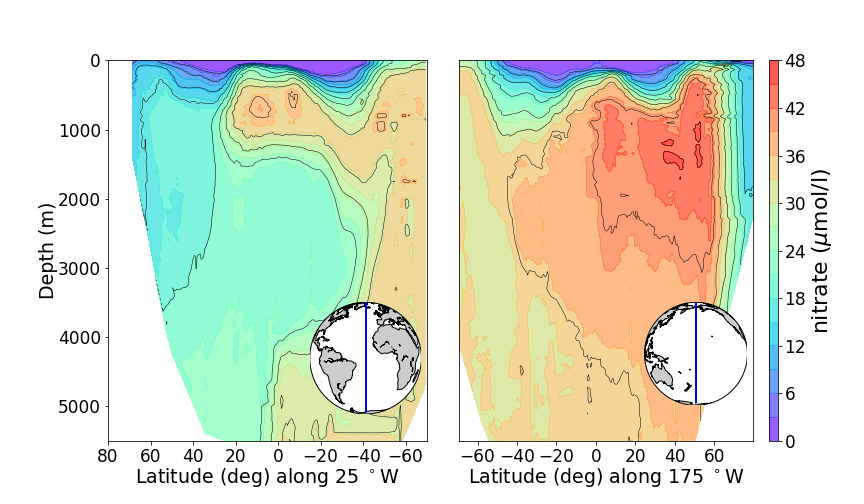 0
1000
2000
3000
4000
5000
Depth (m)
80 60 40 20 0 −20 −40 −60
Latitude (deg) along 25 °W
−60 −40 −20 0 20 40 60
Latitude (deg) along 175 °W
48
42
36
30
24
18
12
6
0
nitrate (μmol/l)